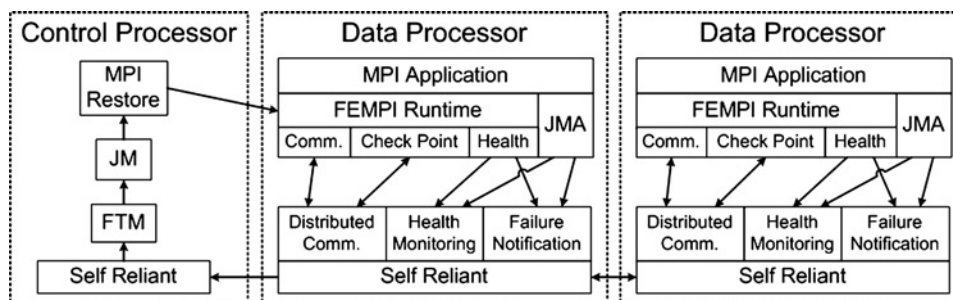 Control Processor
MPI
Restore
JM
FTM
Self Reliant
Data Processor
MPI Application
FEMPI Runtime
JMA
Comm.
Check Point
Health
Distributed
Comm.
Health
Monitoring
Failure
Notification
Self Reliant
Data Processor
MPI Application
FEMPI Runtime
JMA
Comm.
Check Point
Health
Distributed
Comm.
Health
Monitoring
Failure
Notification
Self Reliant